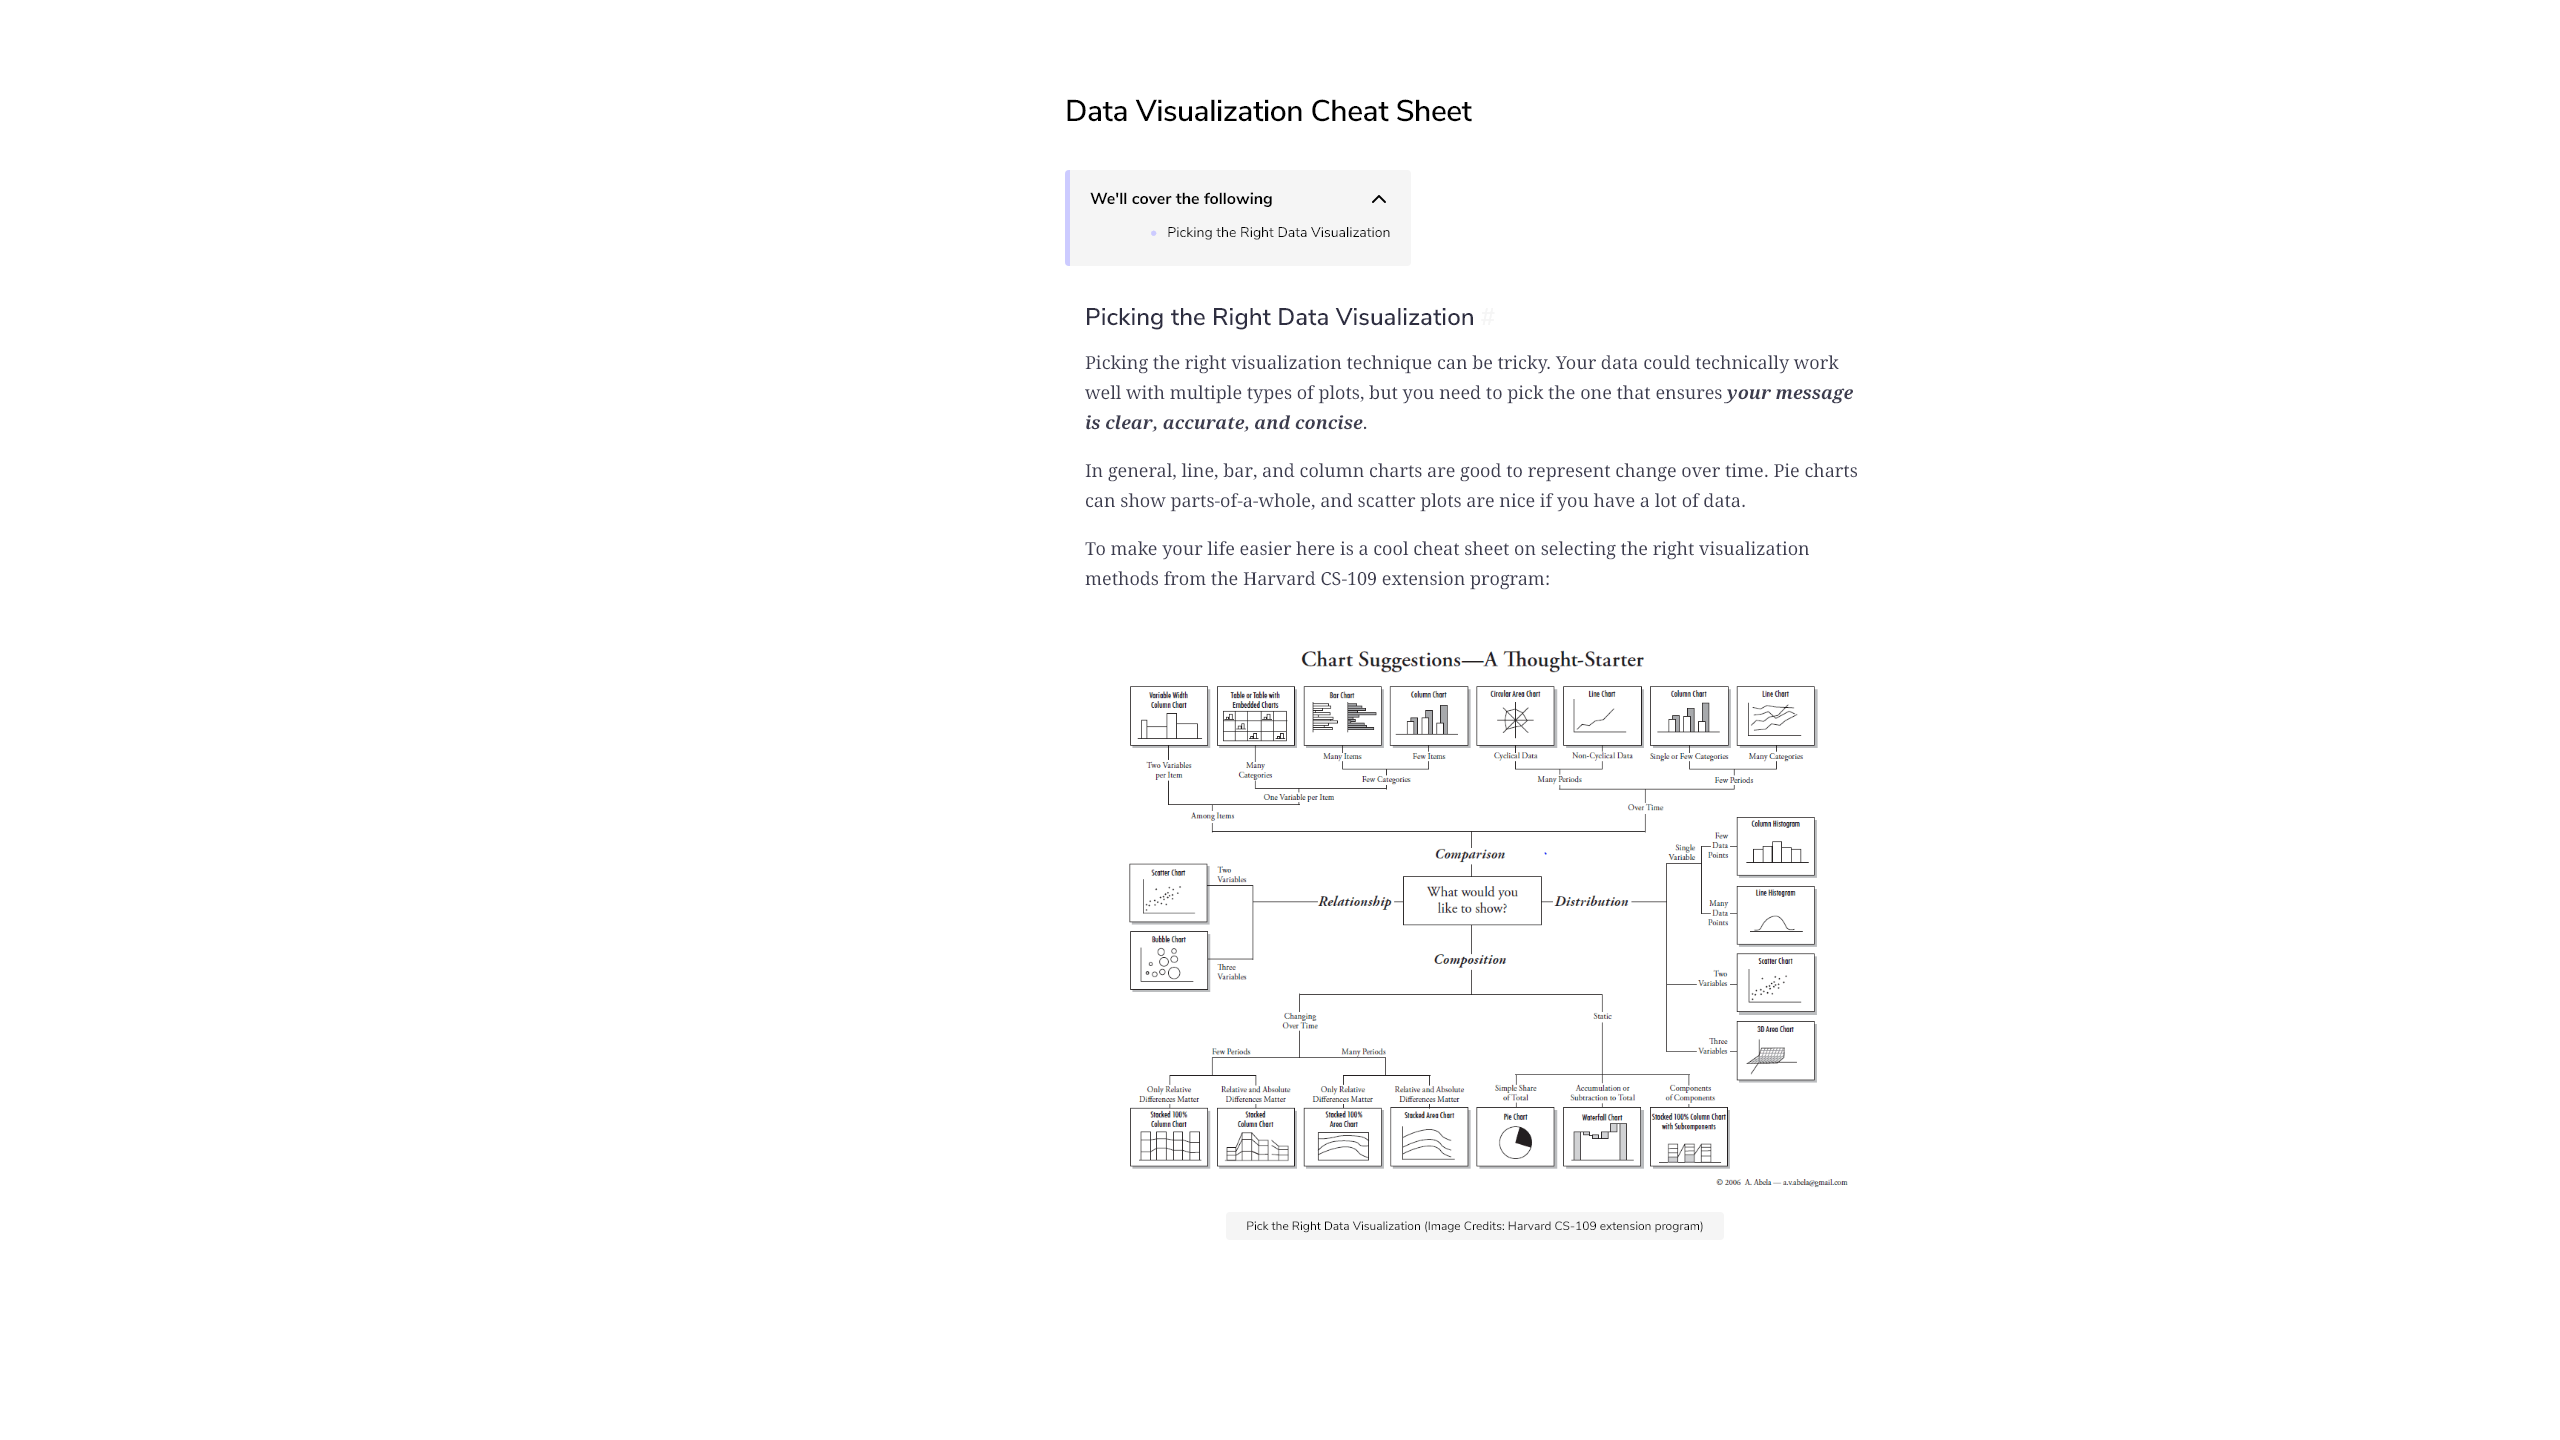 Data Visualization Cheat Sheet
We'll cover the following
Picking the Right Data Visualization
Picking the Right Data Visualization #
Picking the right visualization technique can be tricky. Your data could technically work
well with multiple types of plots, but you need to pick the one that ensures your message
is clear, accurate, and concise.
In general, line, bar, and column charts are good to represent change over time. Pie charts
can show parts-of-a-whole, and scatter plots are nice if you have a lot of data.
To make your life easier here is a cool cheat sheet on selecting the right visualization
methods from the Harvard CS-109 extension program:
Chart Suggestions—A Thought-Starter
Variable Width
Column Chart
Table or Table with
Embedded Charts
Bar Chart
Column Chart
Circular Area Chart
Line Chart
Column Chart
Line Chart
Two Variables
per Item
Many
Categories
Many Items
Few Items
Cyclical Data
Non-Cyclical Data
Single or Few Categories
Many Categories
Few Categories
Many Periods
Few Periods
One Variable per Item
Among Items
Over Time
Comparison
What would you
like to show?
Relationship
Distribution
Composition
Scatter Chart
Two
Variables
Bubble Chart
Three
Variables
Single
Variable
Few
Data
Points
Column Histogram
Many
Data
Points
Line Histogram
Two
Variables
Scatter Chart
Three
Variables
3D Area Chart
Changing
Over Time
Static
Few Periods
Many Periods
Only Relative
Differences Matter
Relative and Absolute
Differences Matter
Only Relative
Differences Matter
Relative and Absolute
Differences Matter
Simple Share
of Total
Accumulation or
Subtraction to Total
Components
of Components
Stacked 100%
Column Chart
Stacked
Column Chart
Stacked 100%
Area Chart
Stacked Area Chart
Pie Chart
Waterfall Chart
Stacked 100% Column Chart
with Subcomponents
© 2006 A. Abela — a.v.abela@gmail.com
Pick the Right Data Visualization (Image Credits: Harvard CS-109 extension program)